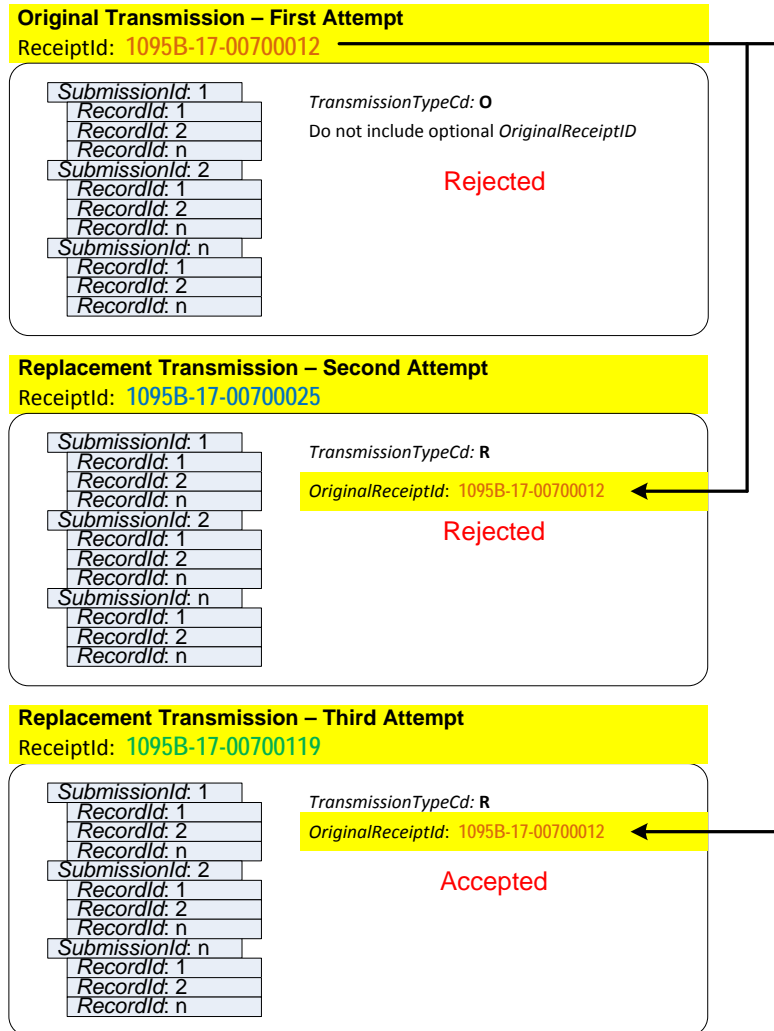 Original Transmission – First Attempt
ReceiptId: 1095B-17-00700012
SubmissionId: 1
RecordId: 1
RecordId: 2
RecordId: n
SubmissionId: 2
RecordId: 1
RecordId: 2
RecordId: n
SubmissionId: n
RecordId: 1
RecordId: 2
RecordId: n
TransmissionTypeCd: O
Do not include optional OriginalReceiptID
Rejected
Replacement Transmission – Second Attempt
ReceiptId: 1095B-17-00700025
SubmissionId: 1
RecordId: 1
RecordId: 2
RecordId: n
SubmissionId: 2
RecordId: 1
RecordId: 2
RecordId: n
SubmissionId: n
RecordId: 1
RecordId: 2
RecordId: n
TransmissionTypeCd: R
OriginalReceiptId: 1095B-17-00700012
Rejected
Replacement Transmission – Third Attempt
ReceiptId: 1095B-17-00700119
SubmissionId: 1
RecordId: 1
RecordId: 2
RecordId: n
SubmissionId: 2
RecordId: 1
RecordId: 2
RecordId: n
SubmissionId: n
RecordId: 1
RecordId: 2
RecordId: n
TransmissionTypeCd: R
OriginalReceiptId: 1095B-17-00700012
Accepted